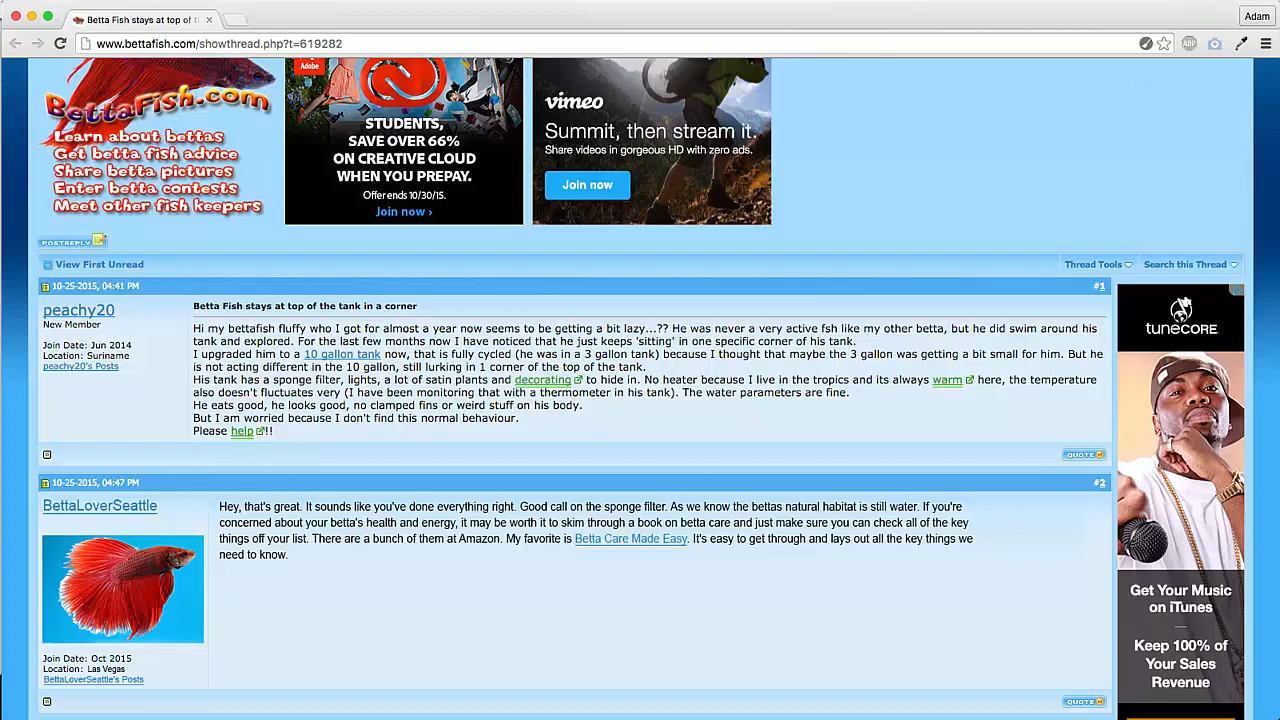 Betta Fish stays at top of t
Adam
www.bettafish.com/showthread.php?t=619282
ABP
BettaFish.com
Learn about bettas
Get betta fish advice
Share betta pictures
Enter betta contests
Meet other fish keepers
Adobe
STUDENTS,
SAVE OVER 66%
ON CREATIVE CLOUD
WHEN YOU PREPAY.
Offer ends 10/30/15.
Join now ›
vimeo
Summit, then stream it.
Share videos in gorgeous HD with zero ads.
Join now
POSTREPLY
View First Unread
Thread Tools
Search this Thread
10-25-2015, 04:41 PM
#1
peachy20
New Member
Join Date: Jun 2014
Location: Suriname
peachy20's Posts
Betta Fish stays at top of the tank in a corner
Hi my bettafish fluffy who I got for almost a year now seems to be getting a bit lazy...?? He was never a very active fsh like my other betta, but he did swim around his
tank and explored. For the last few months now I have noticed that he just keeps 'sitting' in one specific corner of his tank.
I upgraded him to a 10 gallon tank now, that is fully cycled (he was in a 3 gallon tank) because I thought that maybe the 3 gallon was getting a bit small for him. But he
is not acting different in the 10 gallon, still lurking in 1 corner of the top of the tank.
His tank has a sponge filter, lights, a lot of satin plants and decorating to hide in. No heater because I live in the tropics and its always warm here, the temperature
also doesn't fluctuates very (I have been monitoring that with a thermometer in his tank). The water parameters are fine.
He eats good, he looks good, no clamped fins or weird stuff on his body.
But I am worried because I don't find this normal behaviour.
Please help!!
QUOTE
10-25-2015, 04:47 PM
#2
BettaLoverSeattle
Join Date: Oct 2015
Location: Las Vegas
BettaLoverSeattle's Posts
Hey, that's great. It sounds like you've done everything right. Good call on the sponge filter. As we know the bettas natural habitat is still water. If you're
concerned about your betta's health and energy, it may be worth it to skim through a book on betta care and just make sure you can check all of the key
things off your list. There are a bunch of them at Amazon. My favorite is Betta Care Made Easy. It's easy to get through and lays out all the key things we
need to know.
QUOTE
TUNECORE
Get Your Music
on iTunes
Keep 100% of
Your Sales
Revenue